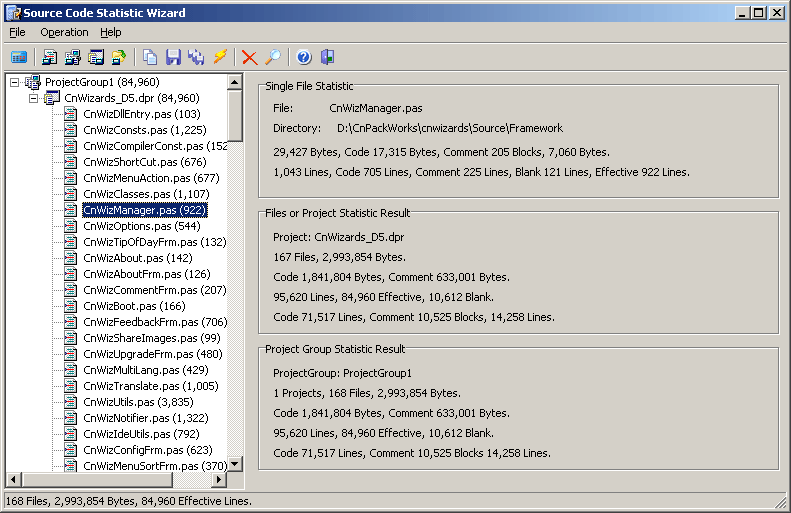 Source Code Statistic Wizard
File Operation Help
ProjectGroup1 (84,960)
CnWizards_D5.dpr (84,960)
CnWizDllEntry.pas (103)
CnWizConsts.pas (1,225)
CnWizCompilerConst.pas (152
CnWizShortCut.pas (676)
CnWizMenuAction.pas (677)
CnWizClasses.pas (1,107)
CnWizManager.pas (922)
CnWizOptions.pas (544)
CnWizTipOfDayFrm.pas (132)
CnWizAbout.pas (142)
CnWizAboutFrm.pas (126)
CnWizCommentFrm.pas (207)
CnWizBoot.pas (166)
CnWizFeedbackFrm.pas (706)
CnWizShareImages.pas (99)
CnWizUpgradeFrm.pas (480)
CnWizMultiLang.pas (429)
CnWizTranslate.pas (1,005)
CnWizUtils.pas (3,835)
CnWizNotifier.pas (1,322)
CnWizIdeUtils.pas (792)
CnWizConfigFrm.pas (623)
CnWizMenuSortFrm.pas (370)
Single File Statistic
File: CnWizManager.pas
Directory: D:\CnPackWorks\cnwizards\Source\Framework
29,427 Bytes, Code 17,315 Bytes, Comment 205 Blocks, 7,060 Bytes.
1,043 Lines, Code 705 Lines, Comment 225 Lines, Blank 121 Lines, Effective 922 Lines.
Files or Project Statistic Result
Project: CnWizards_D5.dpr
167 Files, 2,993,854 Bytes.
Code 1,841,804 Bytes, Comment 633,001 Bytes.
95,620 Lines, 84,960 Effective, 10,612 Blank.
Code 71,517 Lines, Comment 10,525 Blocks, 14,258 Lines.
Project Group Statistic Result
ProjectGroup: ProjectGroup1
1 Projects, 168 Files, 2,993,854 Bytes.
Code 1,841,804 Bytes, Comment 633,001 Bytes.
95,620 Lines, 84,960 Effective, 10,612 Blank.
Code 71,517 Lines, Comment 10,525 Blocks 14,258 Lines.
168 Files, 2,993,854 Bytes, 84,960 Effective Lines.